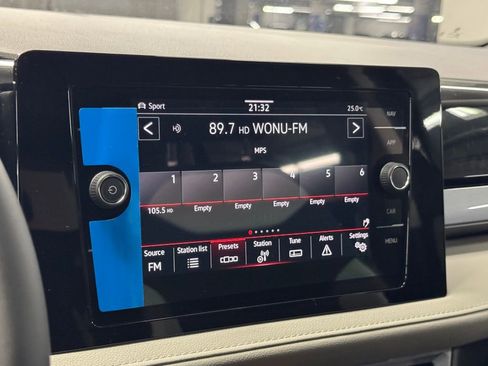 Sport 21:32 25.0°C
89.7 HD WONU-FM
MPS
1 2 3 4 5 6
105.5 HD Empty Empty Empty Empty Empty
Source Station list Presets Station Tune Alerts Settings
FM
NAV
APP
CAR
MENU